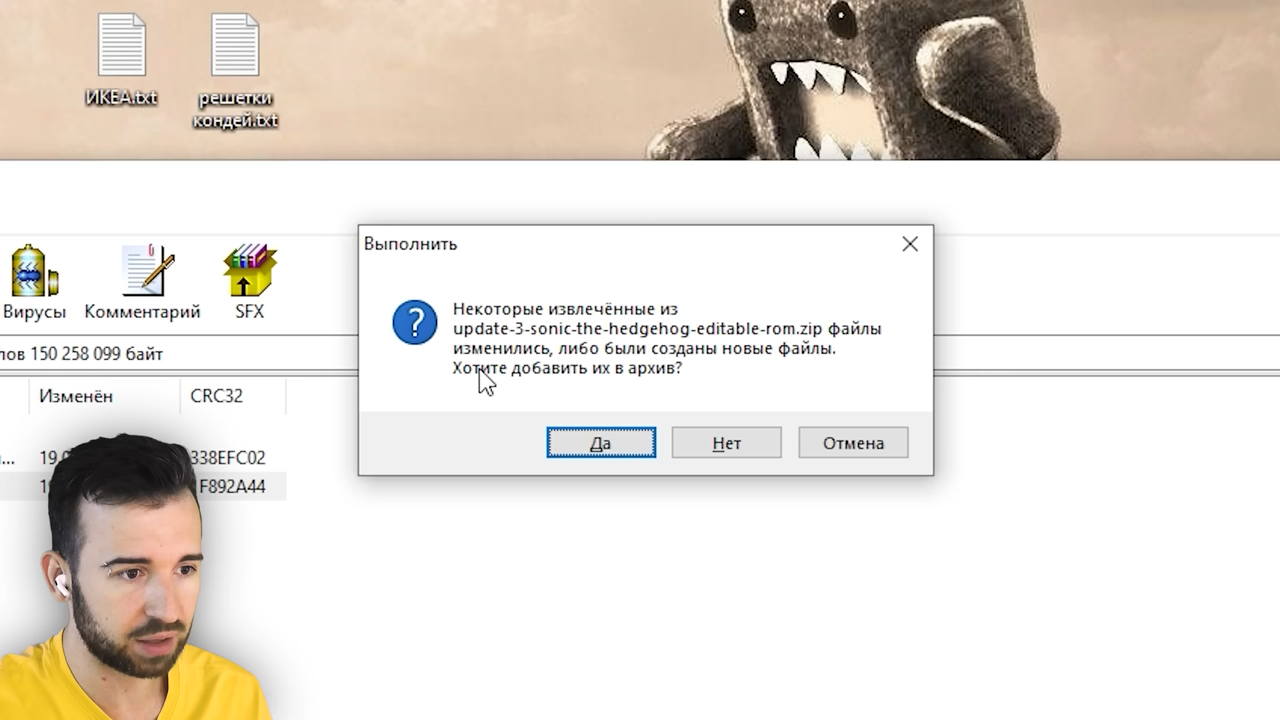 ИКЕА.txt
решетки
кондей.txt
Выполнить
Вирусы
Комментарий
SFX
Некоторые извлечённые из
update-3-sonic-the-hedgehog-editable-rom.zip файлы
изменились, либо были созданы новые файлы.
Хотите добавить их в архив?
150 258 099 байт
Изменён
CRC32
Да
Нет
Отмена
338EFC02
F892A44